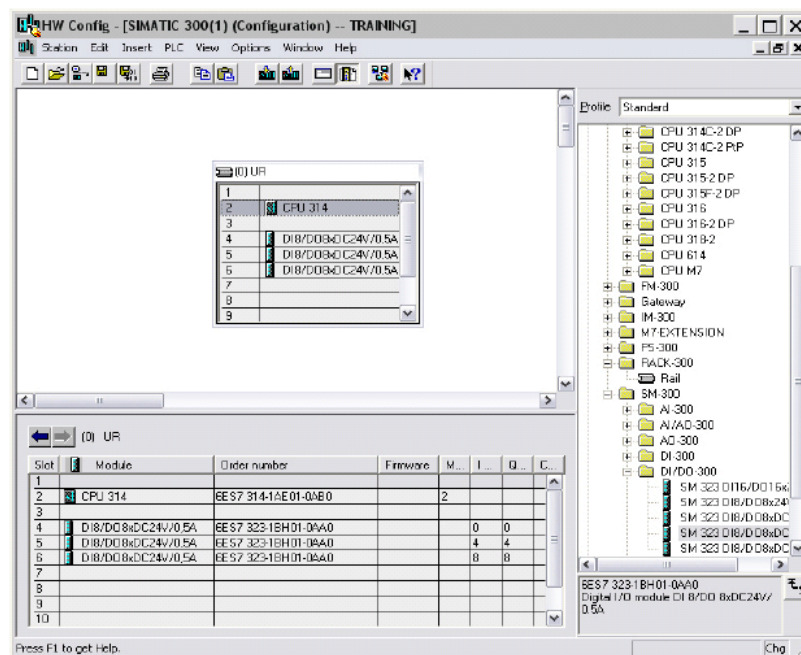 HW Config - [SIMATIC 300(1) (Configuration) -- TRAINING]
Station Edit Insert PLC View Options Window Help
(0) UR
1
2 CPU 314
3
4 DI8/DO8xDC24V/0.5A
5 DI8/DO8xDC24V/0.5A
6 DI8/DO8xDC24V/0.5A
7
8
9
Profile Standard
CPU 314C-2 DP
CPU 314C-2 PtP
CPU 315
CPU 315-2 DP
CPU 315F-2 DP
CPU 316
CPU 316-2 DP
CPU 318-2
CPU 614
CPU M7
FM-300
Gateway
IM-300
M7-EXTENSION
PS-300
RACK-300
Rail
SM-300
AI-300
AI/AO-300
AO-300
DI-300
DI/DO-300
SM 323 DI16/DO16x
SM 323 DI8/DO8x24
SM 323 DI8/DO8xDC
SM 323 DI8/DO8xDC
SM 323 DI8/DO8xDC
(0) UR
Slot Module Order number Firmware M... I... Q... C...
1
2 CPU 314 6ES7 314-1AE01-0AB0 2
3
4 DI8/DO8xDC24V/0,5A 6ES7 323-1BH01-0AA0 0 0
5 DI8/DO8xDC24V/0,5A 6ES7 323-1BH01-0AA0 4 4
6 DI8/DO8xDC24V/0,5A 6ES7 323-1BH01-0AA0 8 8
7
8
9
10
6ES7 323-1BH01-0AA0
Digital I/O module DI 8/DO 8xDC24V/
0.5A
Press F1 to get Help.
Chg